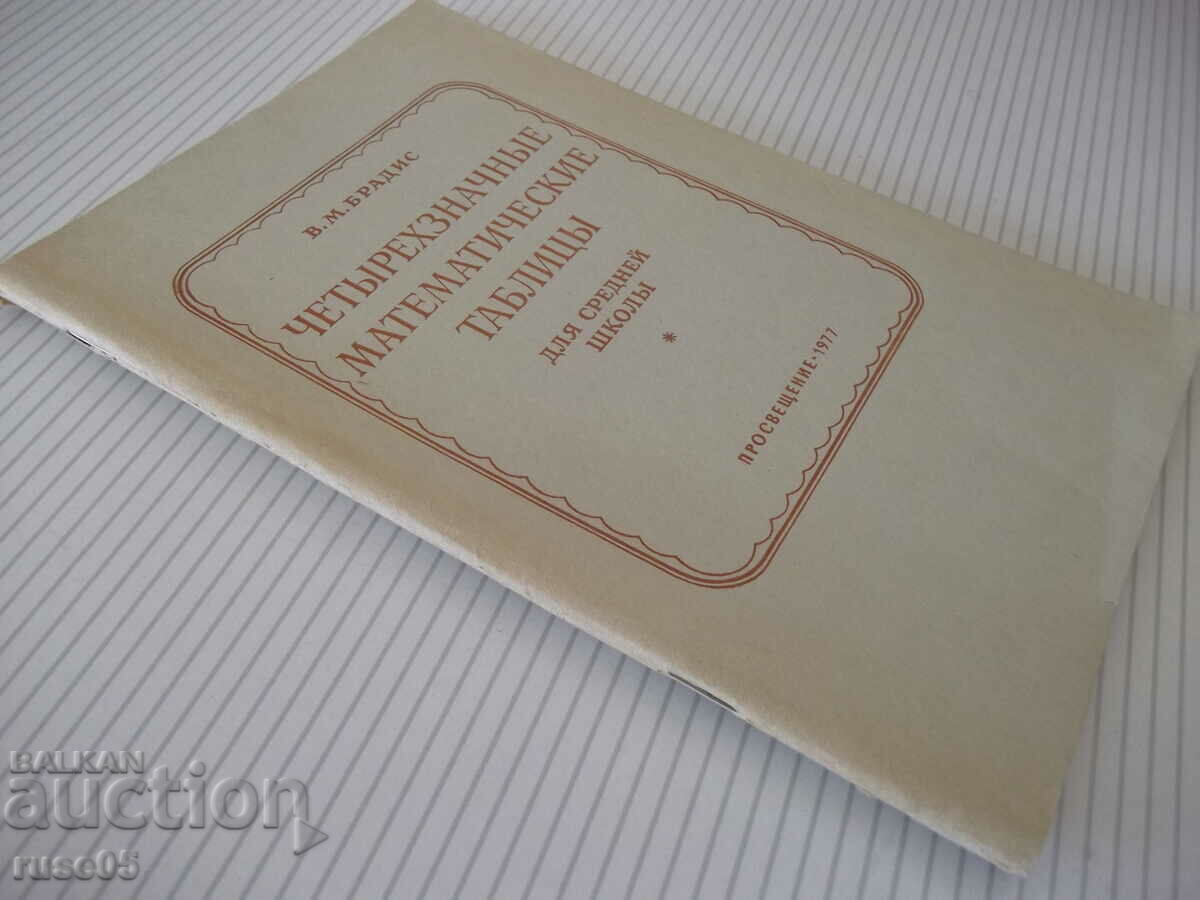 В. М. БРАДИС
ЧЕТЫРЕХЗНАЧНЫЕ
МАТЕМАТИЧЕСКИЕ
ТАБЛИЦЫ
ДЛЯ СРЕДНЕЙ
ШКОЛЫ
*
ПРОСВЕЩЕНИЕ · 1977
BALKAN
auction
ruse05